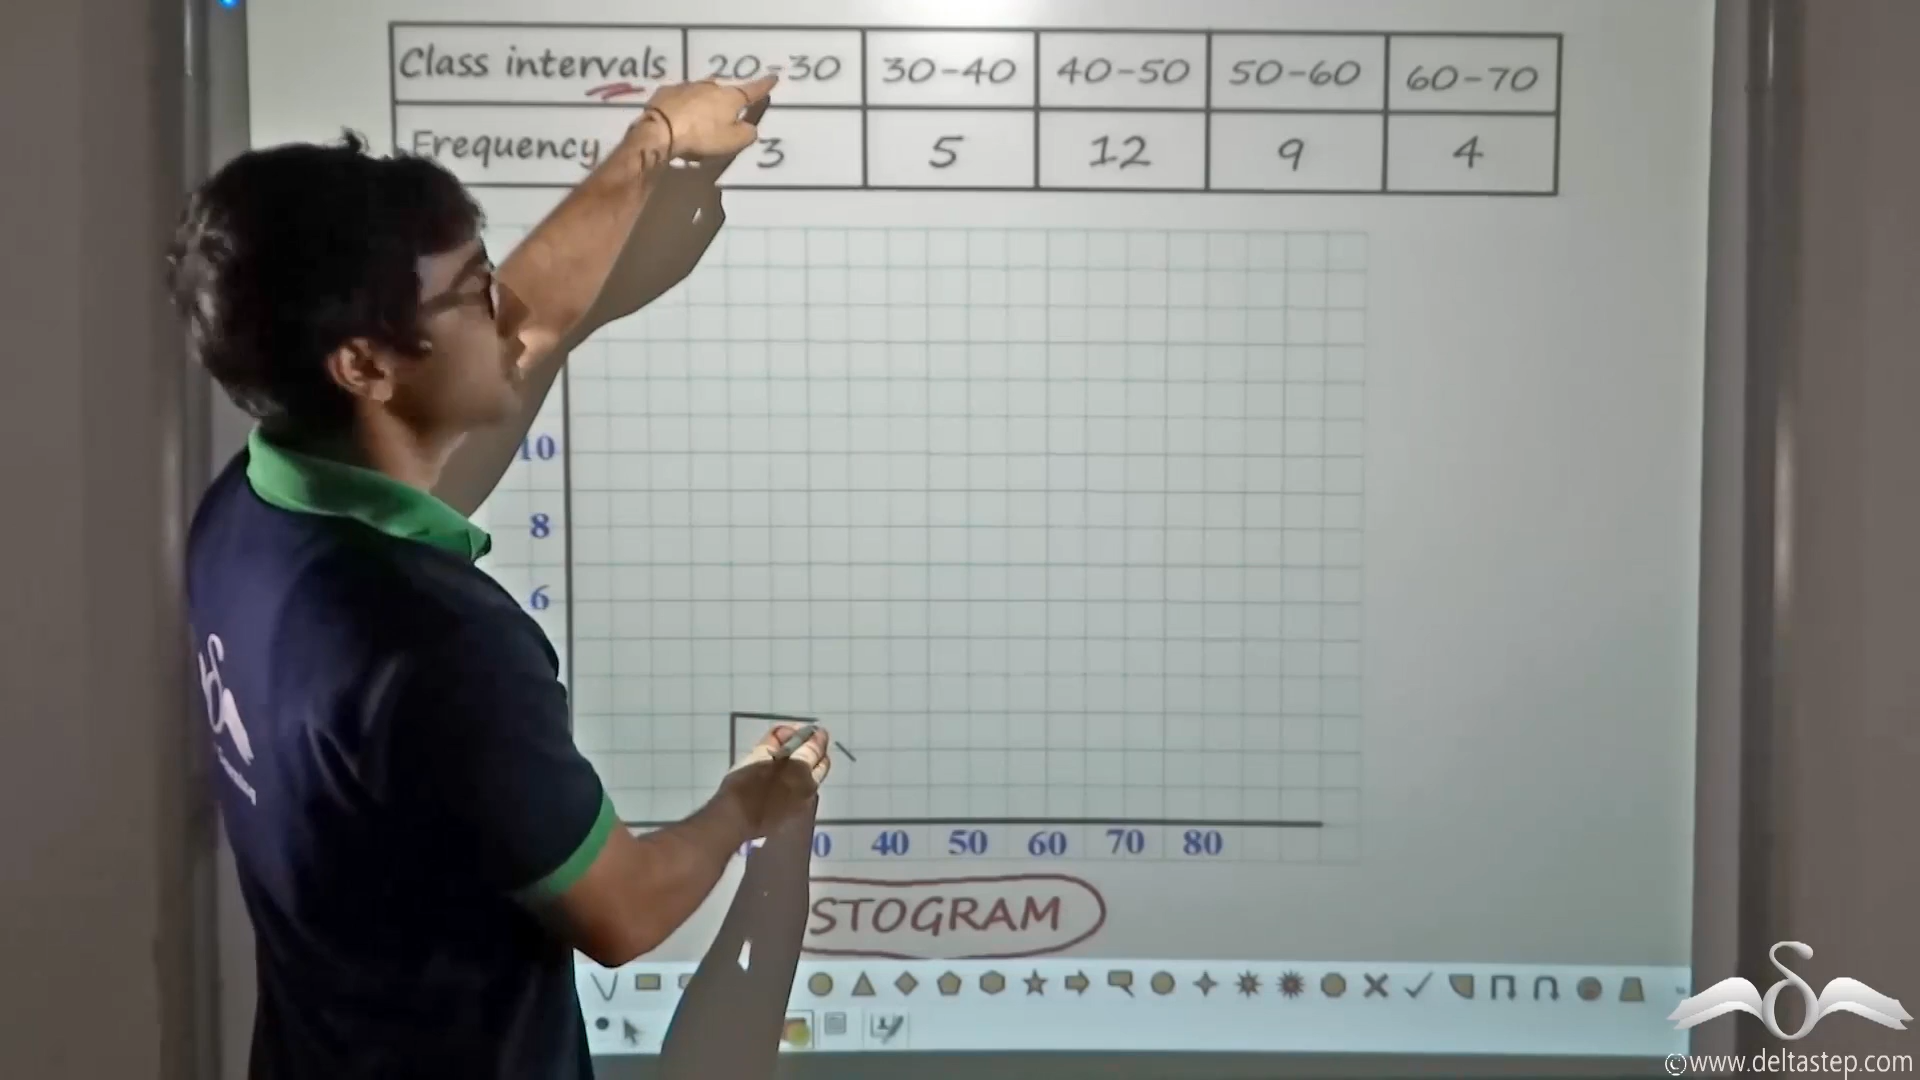 Class intervals 20-30 30-40 40-50 50-60 60-70
Frequency 3 5 12 9 4
10
8
6
40 50 60 70 80
STOGRAM
©www.deltastep.com